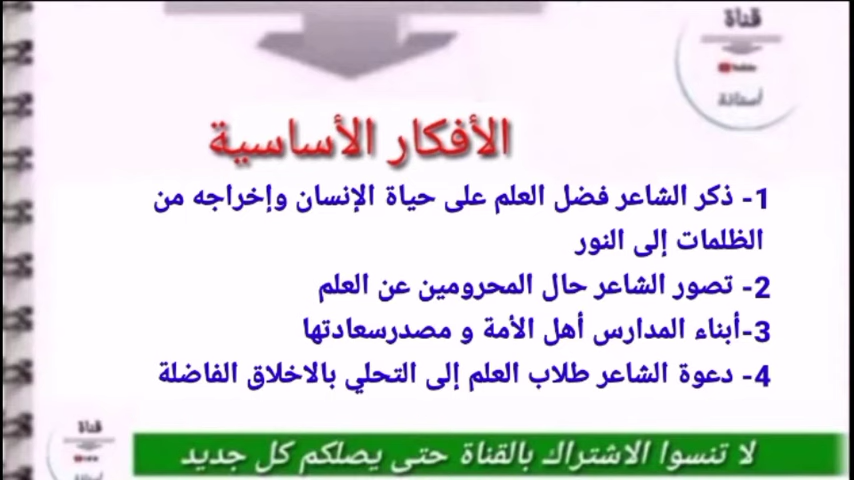 قناة
YouTube
أستاذة
الأفكار الأساسية
1- ذكر الشاعر فضل العلم على حياة الإنسان وإخراجه من
الظلمات إلى النور
2- تصور الشاعر حال المحرومين عن العلم
3-أبناء المدارس أهل الأمة و مصدرسعادتها
4- دعوة الشاعر طلاب العلم إلى التحلي بالاخلاق الفاضلة
قناة
لا تنسوا الاشتراك بالقناة حتى يصلكم كل جديد